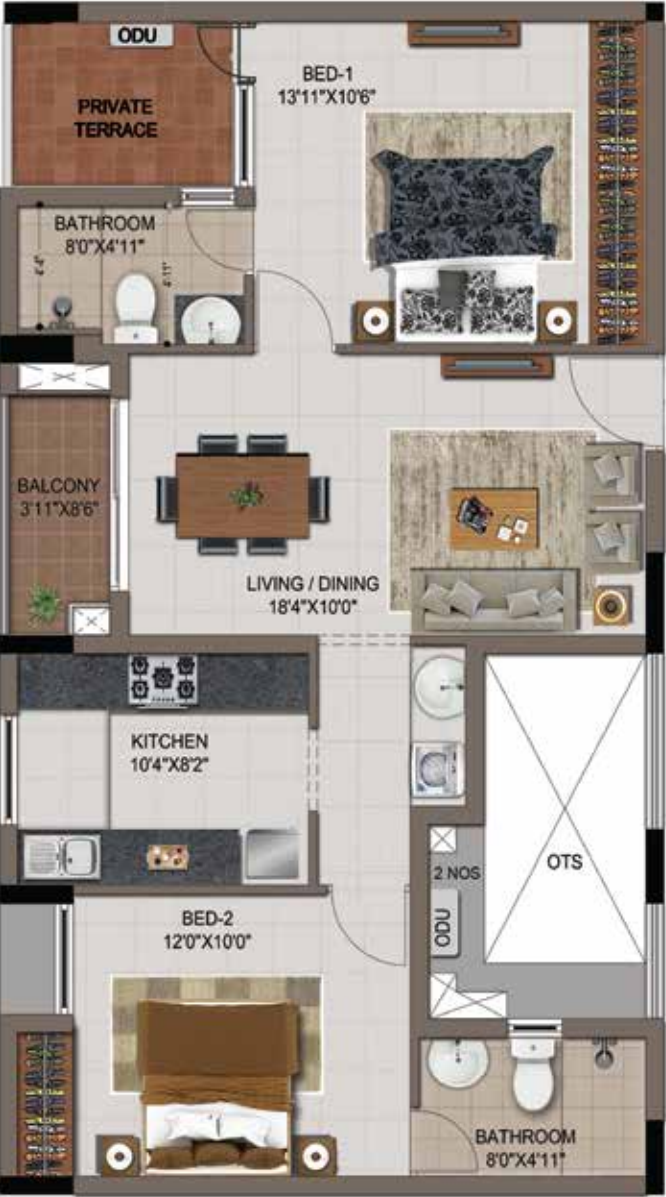 ODU
PRIVATE
TERRACE
BED-1
13'11"X10'6"
BATHROOM
8'0"X4'11"
4'-11"
BALCONY
3'11"X8'6"
LIVING / DINING
18'4"X10'0"
KITCHEN
10'4"X8'2"
OTS
2 NOS
ODU
BED-2
12'0"X10'0"
BATHROOM
8'0"X4'11"